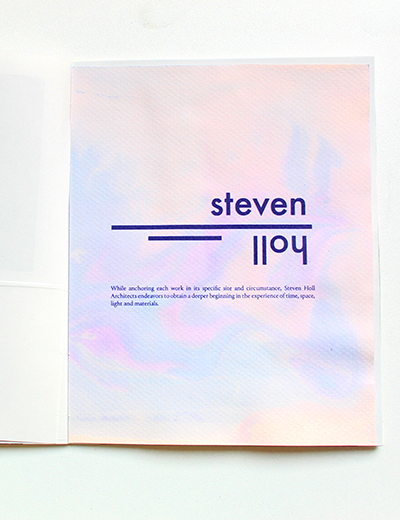 steven
holl
While anchoring each work in its specific site and circumstance, Steven Holl
Architects endeavors to obtain a deeper beginning in the experience of time, space,
light and materials.